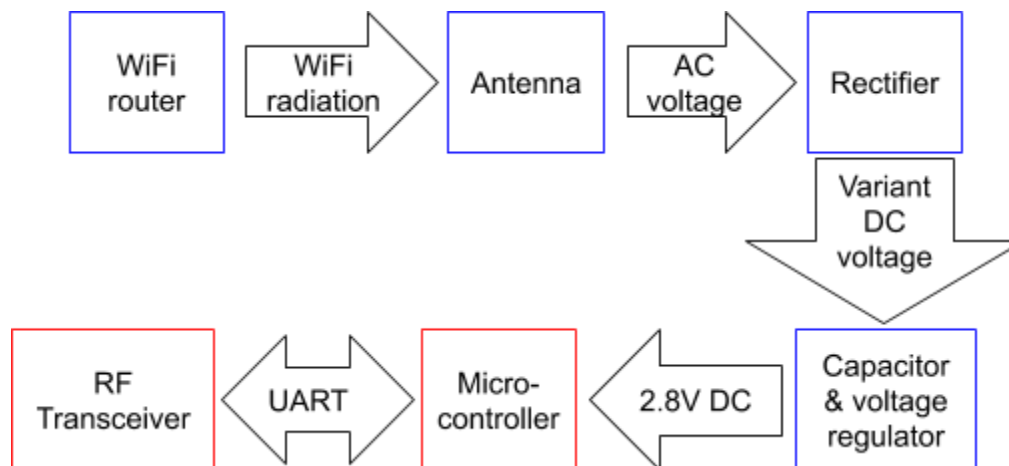 WiFi
router
WiFi
radiation
Antenna
AC
voltage
Rectifier
Variant
DC
voltage
RF
Transceiver
UART
Micro-
controller
2.8V DC
Capacitor
& voltage
regulator